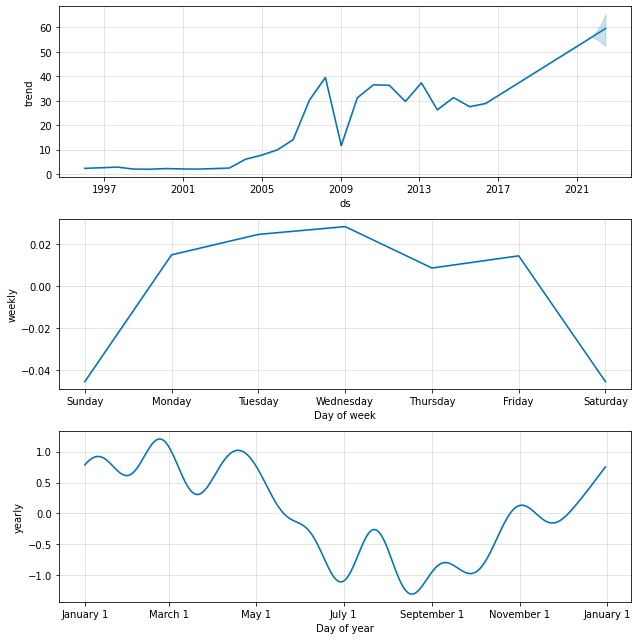 60
50
40
30
20
10
0
trend
1997 2001 2005 2009 2013 2017 2021
ds
0.02
0.00
−0.02
−0.04
weekly
Sunday Monday Tuesday Wednesday Thursday Friday Saturday
Day of week
1.0
0.5
0.0
−0.5
−1.0
yearly
January 1 March 1 May 1 July 1 September 1 November 1 January 1
Day of year